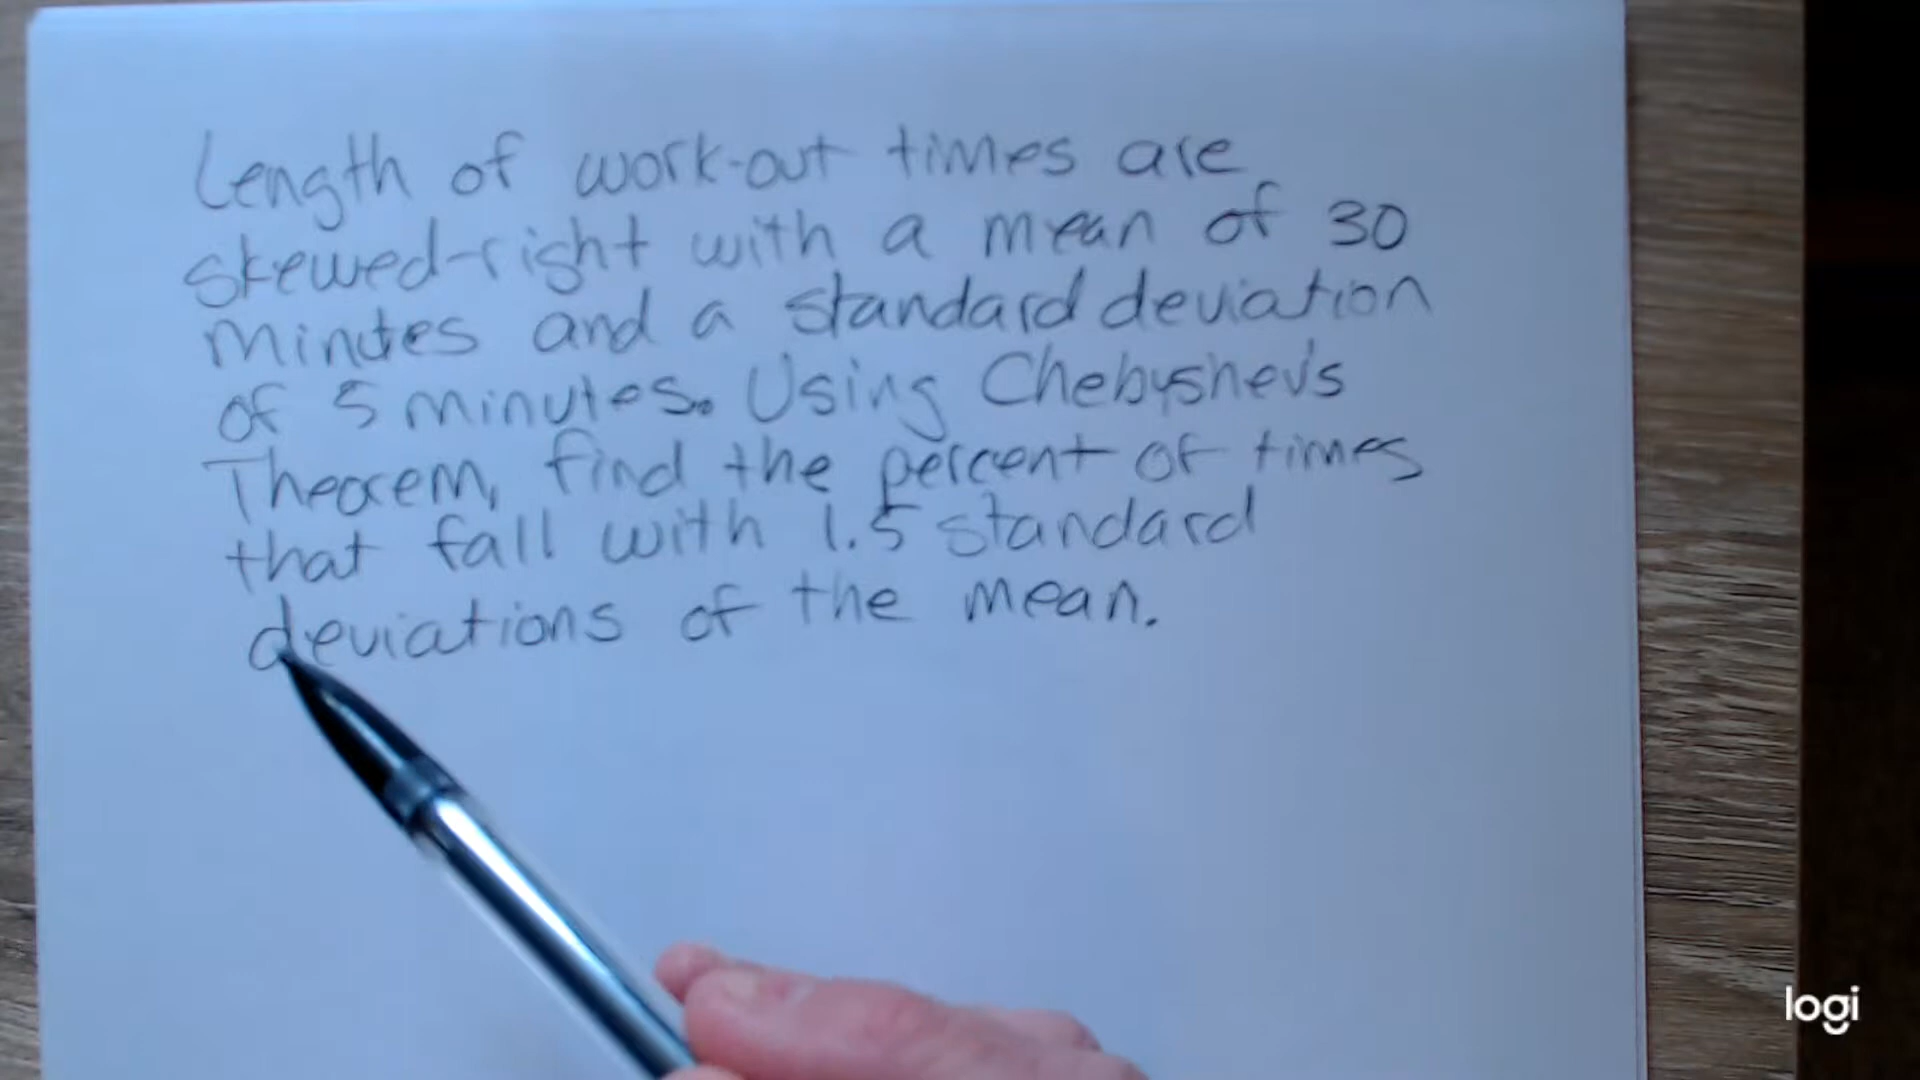 Length of work-out times are
skewed-right with a mean of 30
minutes and a standard deviation
of 5 minutes. Using Chebyshev's
Theorem, find the percent of times
that fall with 1.5 standard
deviations of the mean.
logi